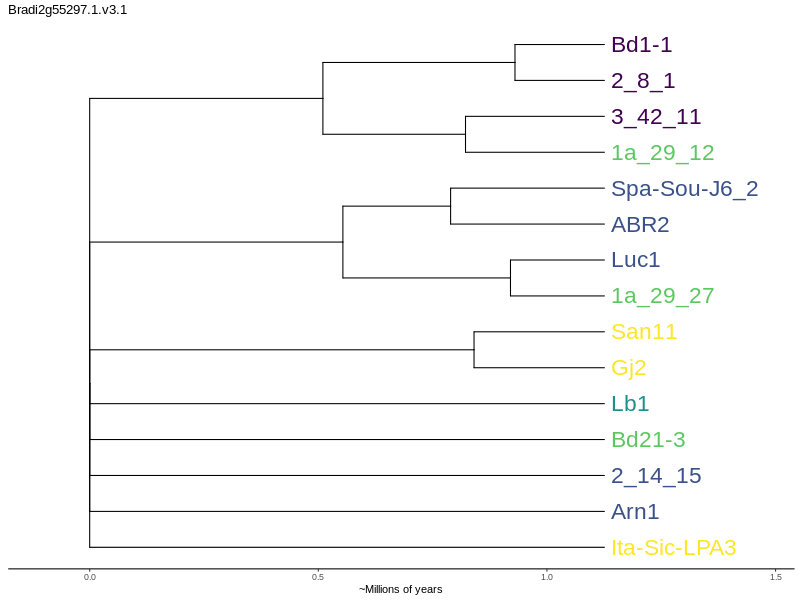 Bradi2g55297.1.v3.1
Bd1-1
2_8_1
3_42_11
1a_29_12
Spa-Sou-J6_2
ABR2
Luc1
1a_29_27
San11
Gj2
Lb1
Bd21-3
2_14_15
Arn1
Ita-Sic-LPA3
0.0 0.5 1.0 1.5
~Millions of years